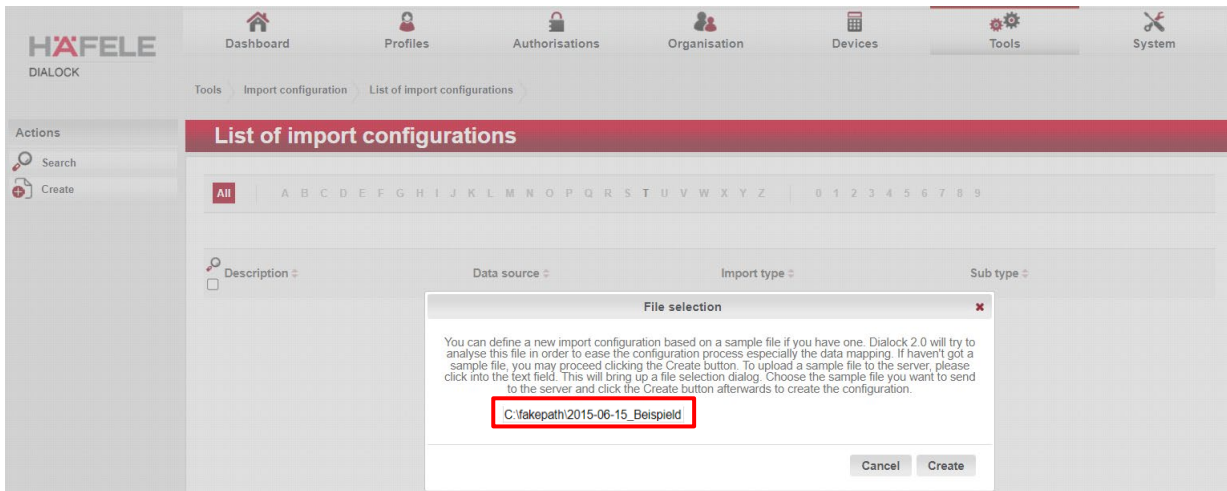 HÄFELE
DIALOCK
Dashboard
Profiles
Authorisations
Organisation
Devices
Tools
System
Tools
Import configuration
List of import configurations
Actions
Search
Create
List of import configurations
All A B C D E F G H I J K L M N O P Q R S T U V W X Y Z 0 1 2 3 4 5 6 7 8 9
Description
Data source
Import type
Sub type
File selection
You can define a new import configuration based on a sample file if you have one. Dialock 2.0 will try to
analyse this file in order to ease the configuration process especially the data mapping. If haven't got a
sample file, you may proceed clicking the Create button. To upload a sample file to the server, please
click into the text field. This will bring up a file selection dialog. Choose the sample file you want to send
to the server and click the Create button afterwards to create the configuration.
C:\fakepath\2015-06-15_Beispield
Cancel
Create